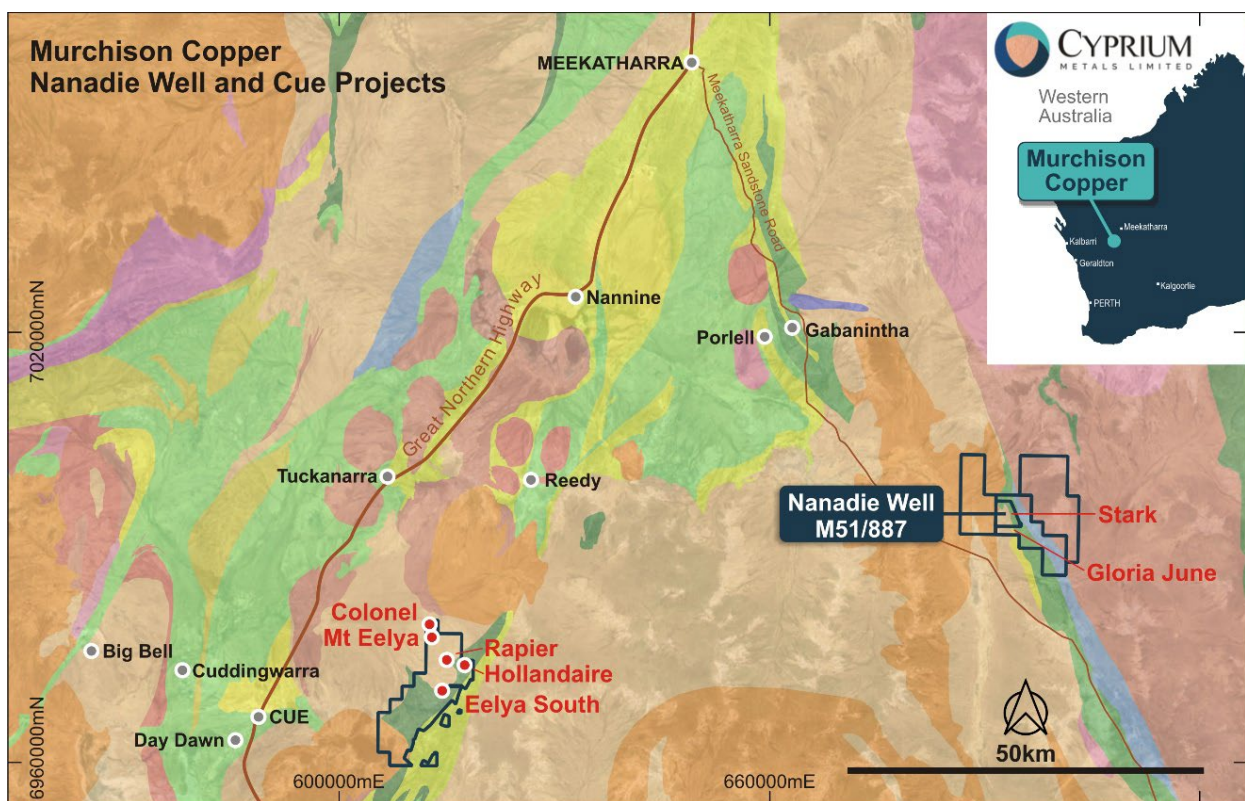 Murchison Copper
Nanadie Well and Cue Projects
MEEKATHARRA
CYPRIUM
METALS LIMITED
Western
Australia
Murchison
Copper
Meekatharra
Kalbarri
Geraldton
Kalgoorlie
PERTH
Meekatharra Sandstone Road
Great Northern Highway
Nannine
7020000mN
Porlell
Gabanintha
Tuckanarra
Reedy
Nanadie Well
M51/887
Stark
Gloria June
Colonel
Mt Eelya
Rapier
Hollandaire
Eelya South
Big Bell
Cuddingwarra
CUE
Day Dawn
6960000mN
600000mE
660000mE
50km